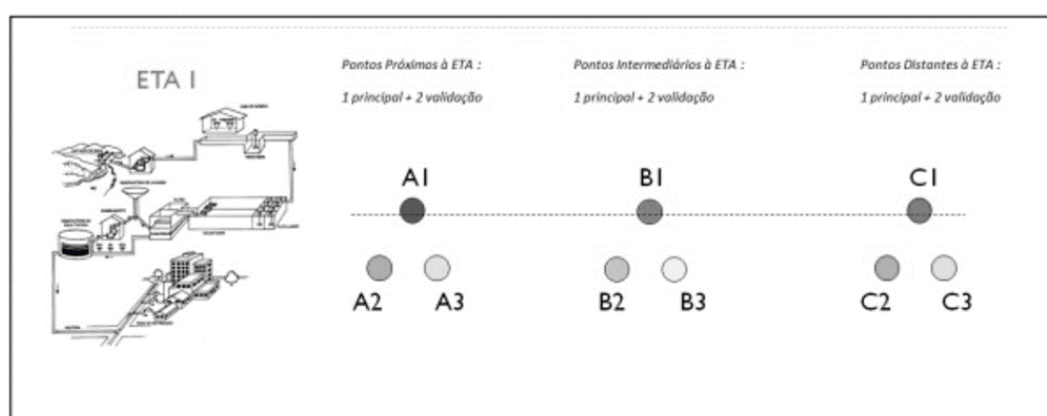 ETA I
Pontos Próximos à ETA :
1 principal + 2 validação
Pontos Intermediários à ETA :
1 principal + 2 validação
Pontos Distantes à ETA :
1 principal + 2 validação
A1
B1
C1
A2
A3
B2
B3
C2
C3